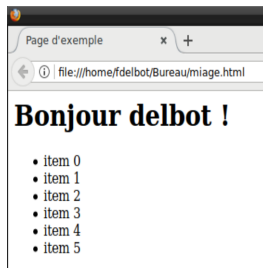 Page d'exemple
file:///home/fdelbot/Bureau/miage.html
Bonjour delbot !
item 0
item 1
item 2
item 3
item 4
item 5